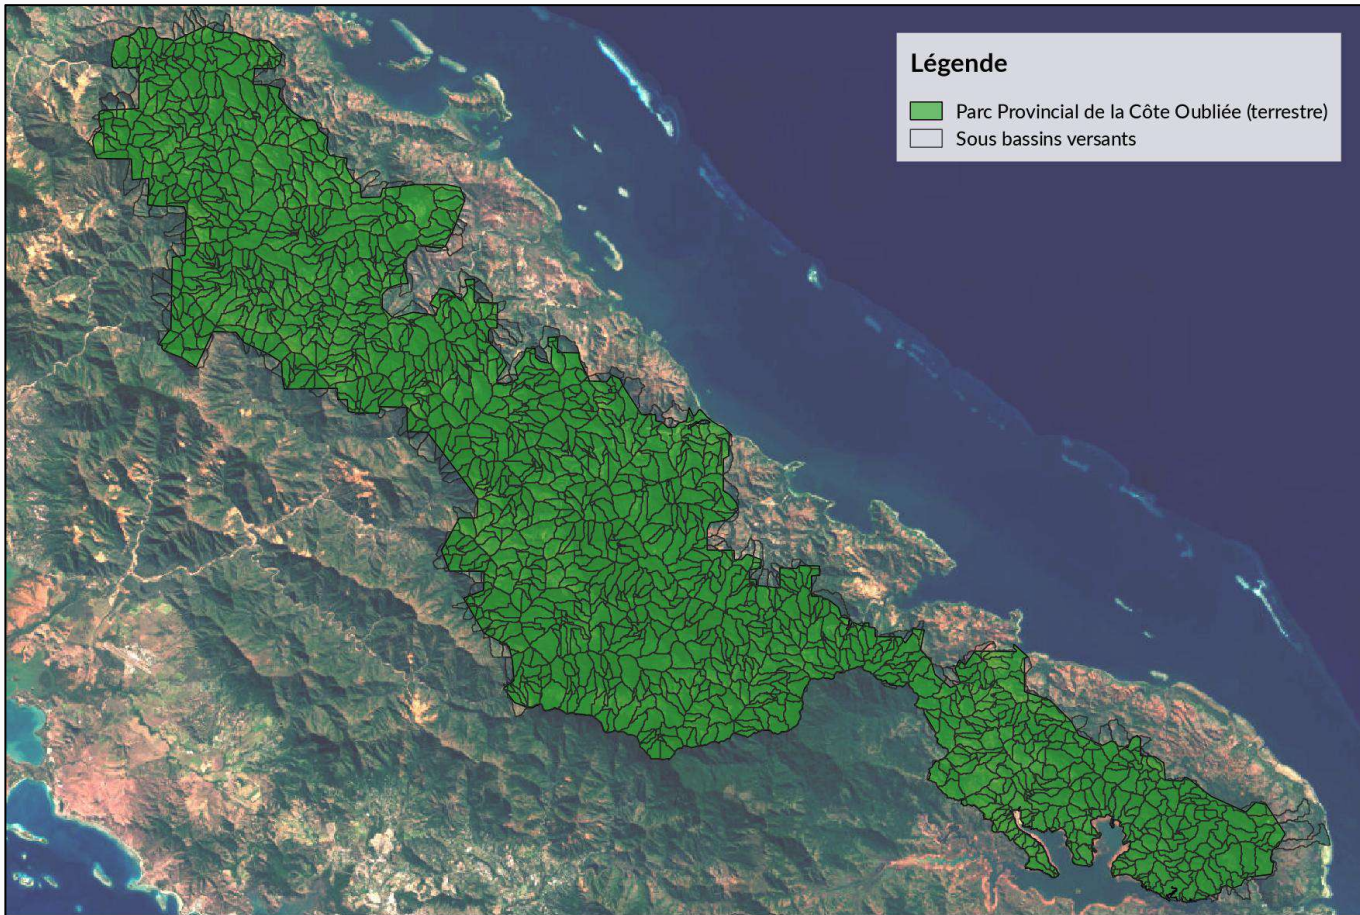 Légende
Parc Provincial de la Côte Oubliée (terrestre)
Sous bassins versants